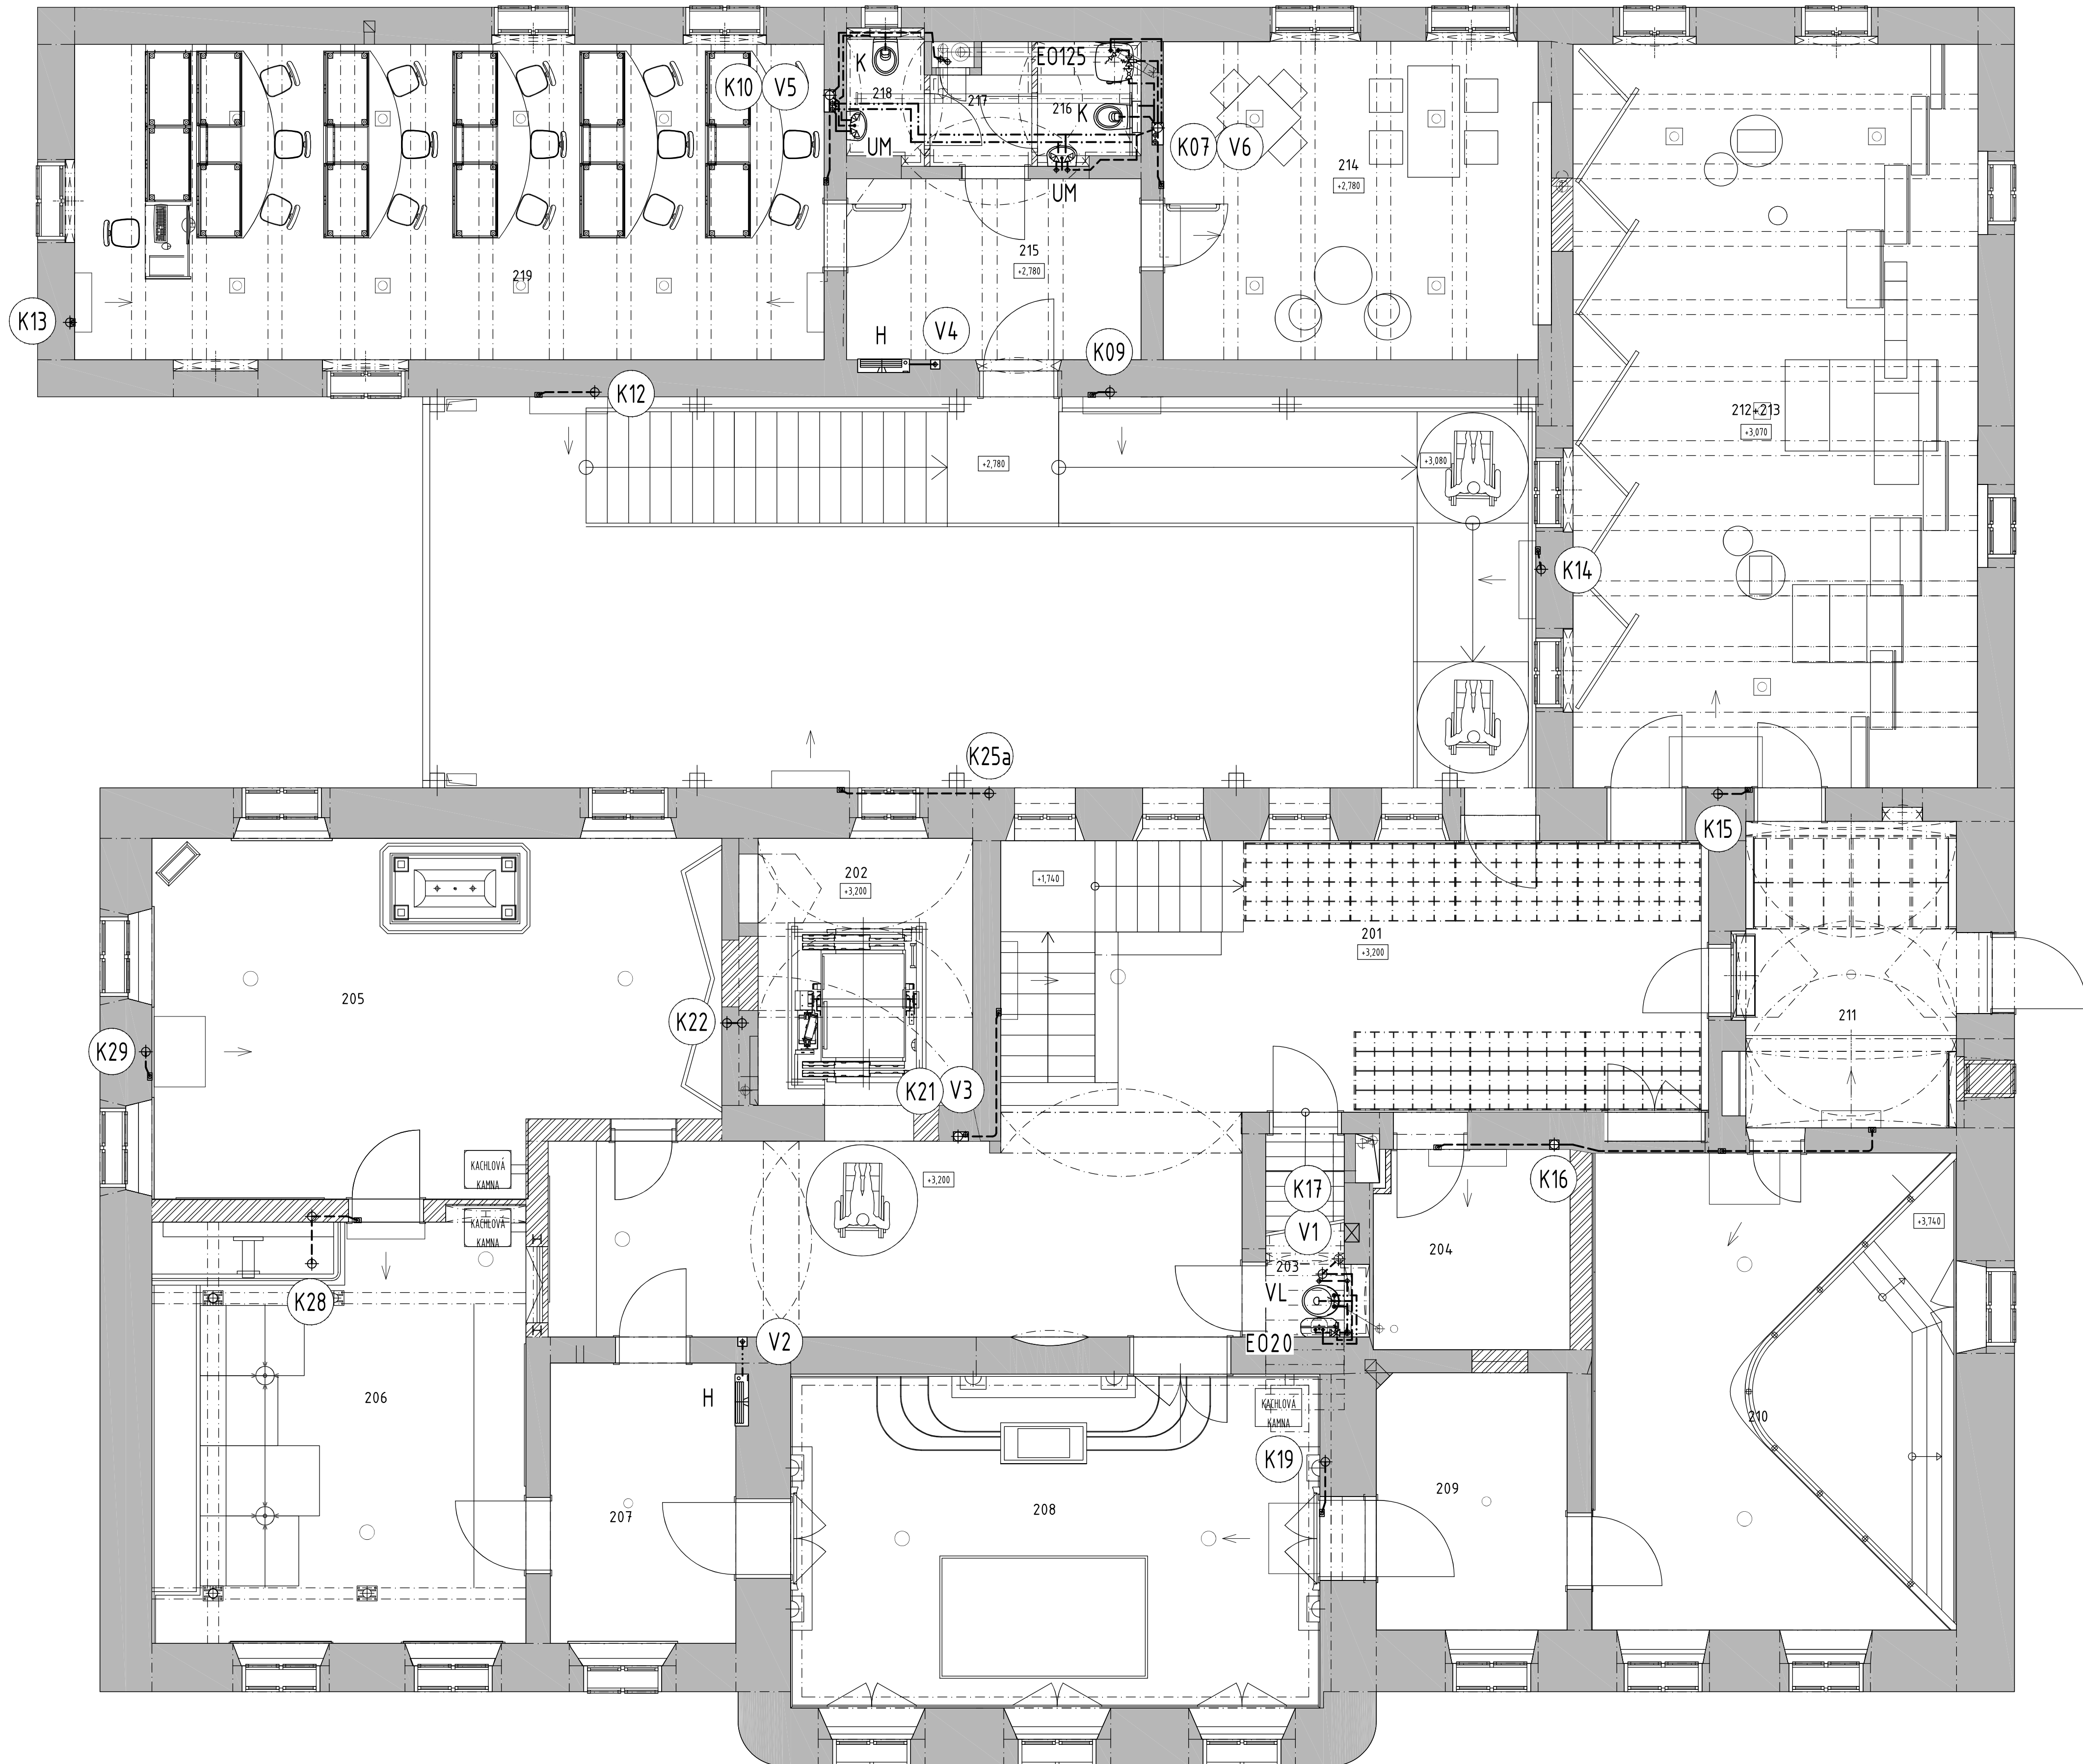 K
EO125
K10
V5
218
217
216
K
UM
K07
V6
214
+2,780
UM
215
+2,780
219
K13
V4
H
K09
K12
212+213
+3,070
+2,780
+3,080
K14
K25a
K15
202
+3,200
+1,740
201
+3,200
205
211
K22
K29
K21
V3
KACHLOVÁ
KAMNA
+3,200
K17
K16
KACHLOVÁ
KAMNA
V1
+3,740
204
203
VL
K28
V2
EO20
206
H
KACHLOVÁ
KAMNA
210
K19
209
208
207